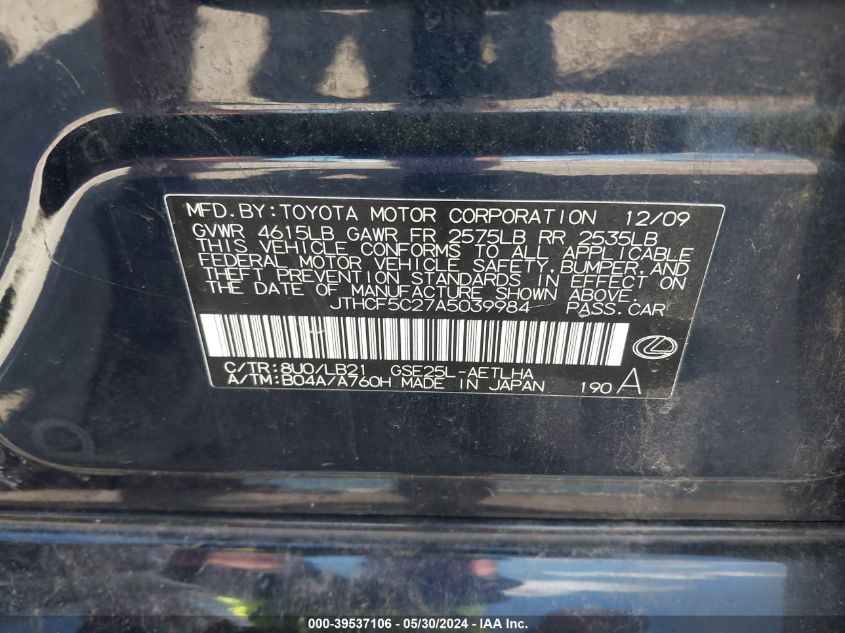 MFD.BY:TOYOTA MOTOR CORPORATION 12/09
GVWR 4615LB GAWR FR 2575LB RR 2535LB
THIS VEHICLE CONFORMS TO ALL APPLICABLE
FEDERAL MOTOR VEHICLE SAFETY, BUMPER, AND
THEFT PREVENTION STANDARDS IN EFFECT ON
THE DATE OF MANUFACTURE SHOWN ABOVE.
JTHCF5C27A5039984 PASS.CAR
C/TR:8U0/LB21 GSE25L-AETLHA
A/TM:B04A/A760H MADE IN JAPAN 190 A
000-39537106 - 05/30/2024 - IAA Inc.